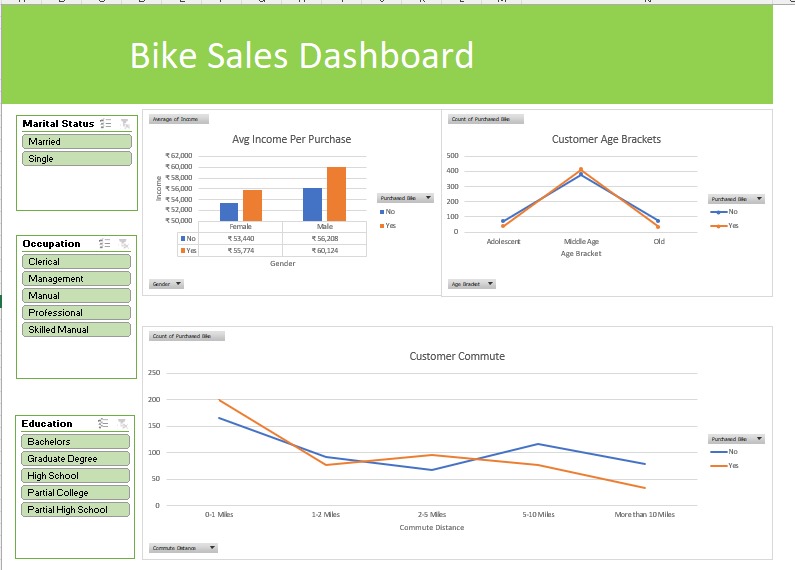 Bike Sales Dashboard
Marital Status
Married
Single
Occupation
Clerical
Management
Manual
Professional
Skilled Manual
Education
Bachelors
Graduate Degree
High School
Partial College
Partial High School
Average of Income
Avg Income Per Purchase
Income
₹ 62,000
₹ 60,000
₹ 58,000
₹ 56,000
₹ 54,000
₹ 52,000
₹ 50,000
Female Male
No ₹ 53,440 ₹ 56,208
Yes ₹ 55,774 ₹ 60,124
Gender
Purchased Bike
No
Yes
Gender
Count of Purchased Bike
Customer Age Brackets
500
400
300
200
100
0
Adolescent Middle Age Old
Age Bracket
Purchased Bike
No
Yes
Age Bracket
Count of Purchased Bike
Customer Commute
250
200
150
100
50
0
0-1 Miles 1-2 Miles 2-5 Miles 5-10 Miles More than 10 Miles
Commute Distance
Purchased Bike
No
Yes
Commute Distance